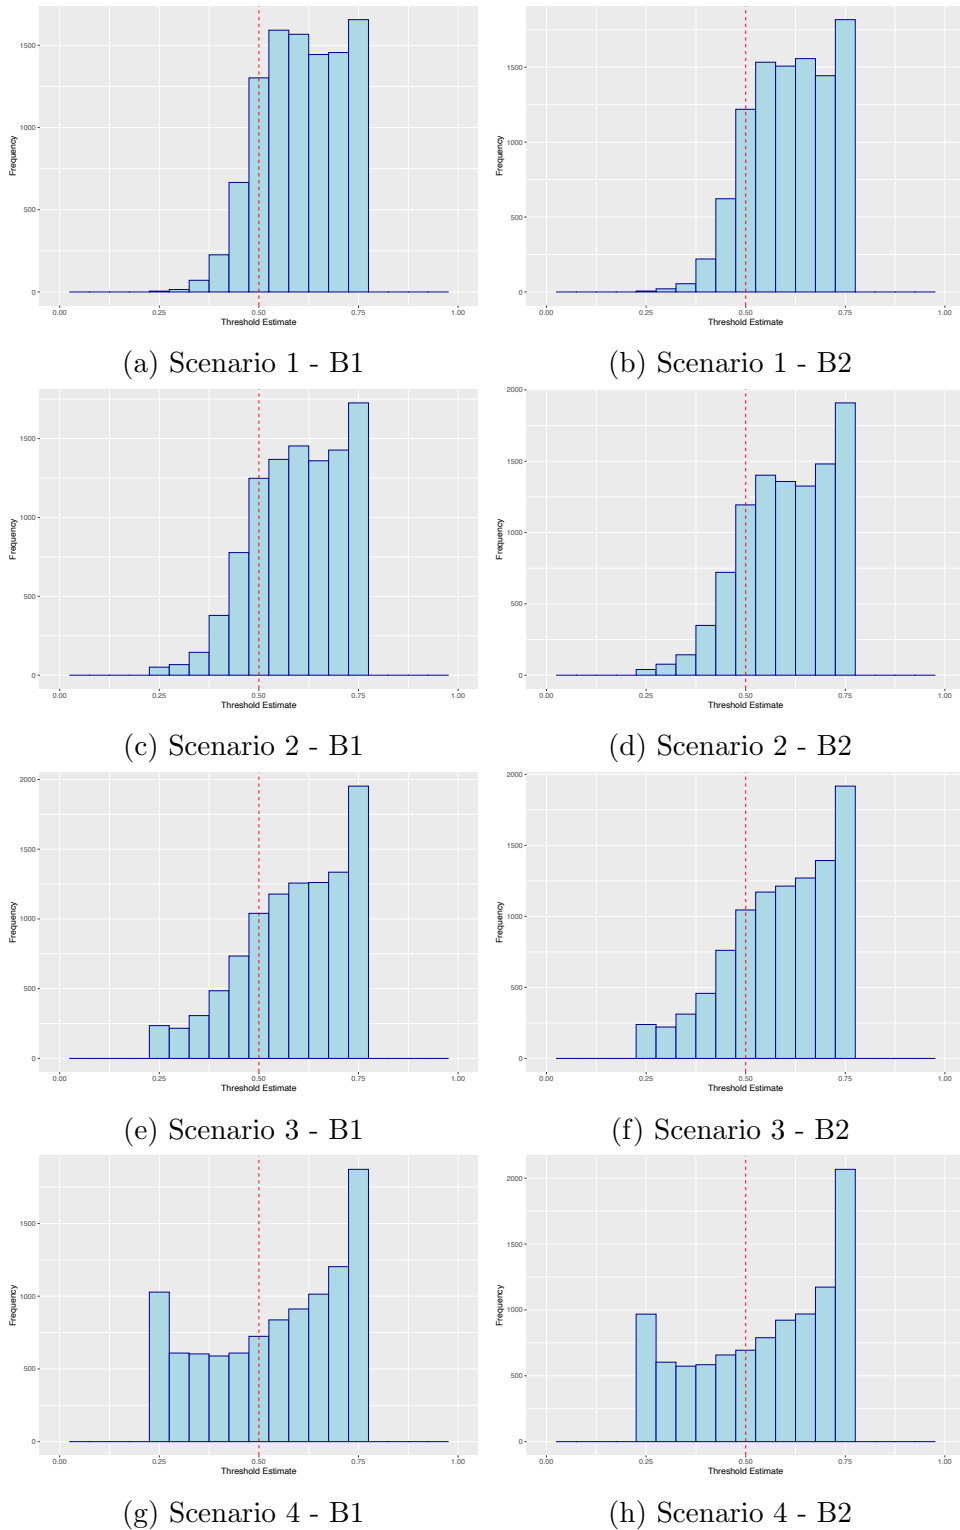 1500
1000
500
0
Frequency
0.00 0.25 0.50 0.75 1.00
Threshold Estimate
(a) Scenario 1 - B1
1500
1000
500
0
Frequency
0.00 0.25 0.50 0.75 1.00
Threshold Estimate
(b) Scenario 1 - B2
1500
1000
500
0
Frequency
0.00 0.25 0.50 0.75 1.00
Threshold Estimate
(c) Scenario 2 - B1
2000
1500
1000
500
0
Frequency
0.00 0.25 0.50 0.75 1.00
Threshold Estimate
(d) Scenario 2 - B2
2000
1500
1000
500
0
Frequency
0.00 0.25 0.50 0.75 1.00
Threshold Estimate
(e) Scenario 3 - B1
2000
1500
1000
500
0
Frequency
0.00 0.25 0.50 0.75 1.00
Threshold Estimate
(f) Scenario 3 - B2
1500
1000
500
0
Frequency
0.00 0.25 0.50 0.75 1.00
Threshold Estimate
(g) Scenario 4 - B1
2000
1500
1000
500
0
Frequency
0.00 0.25 0.50 0.75 1.00
Threshold Estimate
(h) Scenario 4 - B2